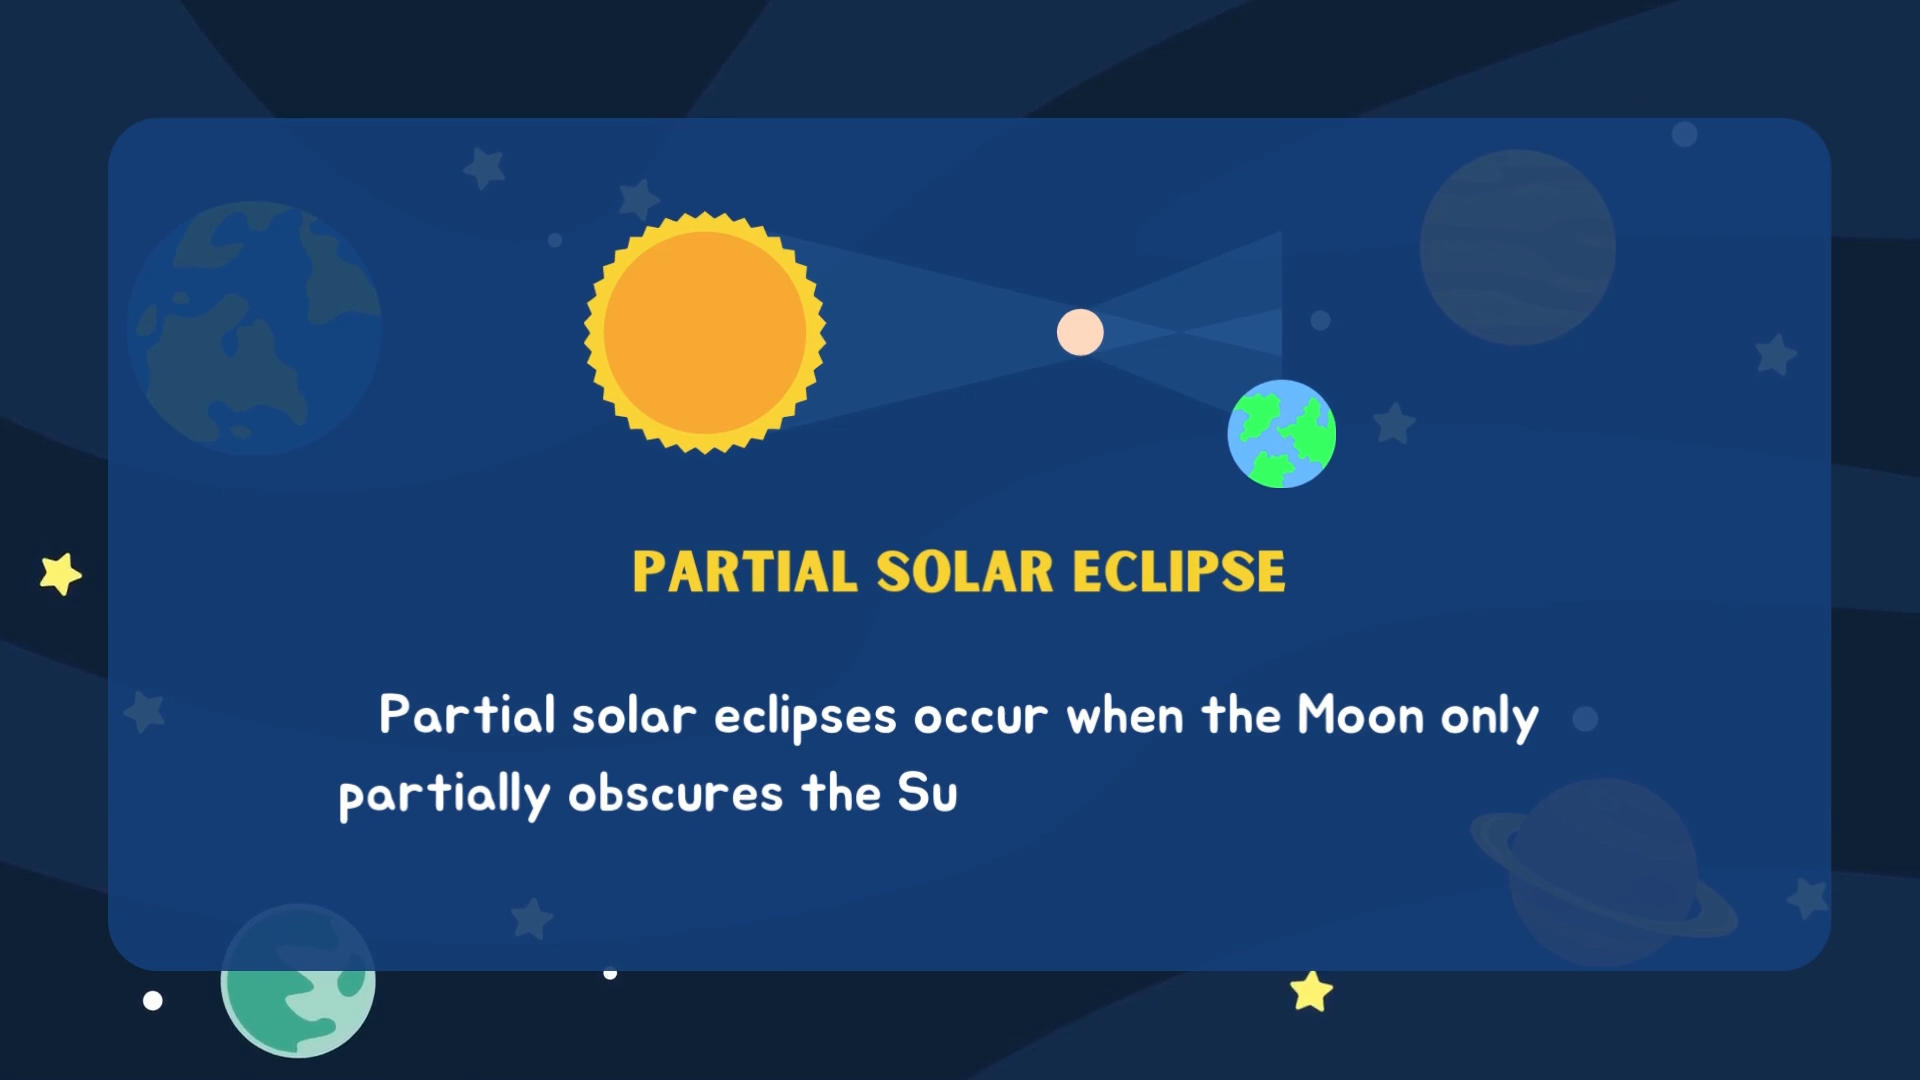 PARTIAL SOLAR ECLIPSE
Partial solar eclipses occur when the Moon only
partially obscures the Su